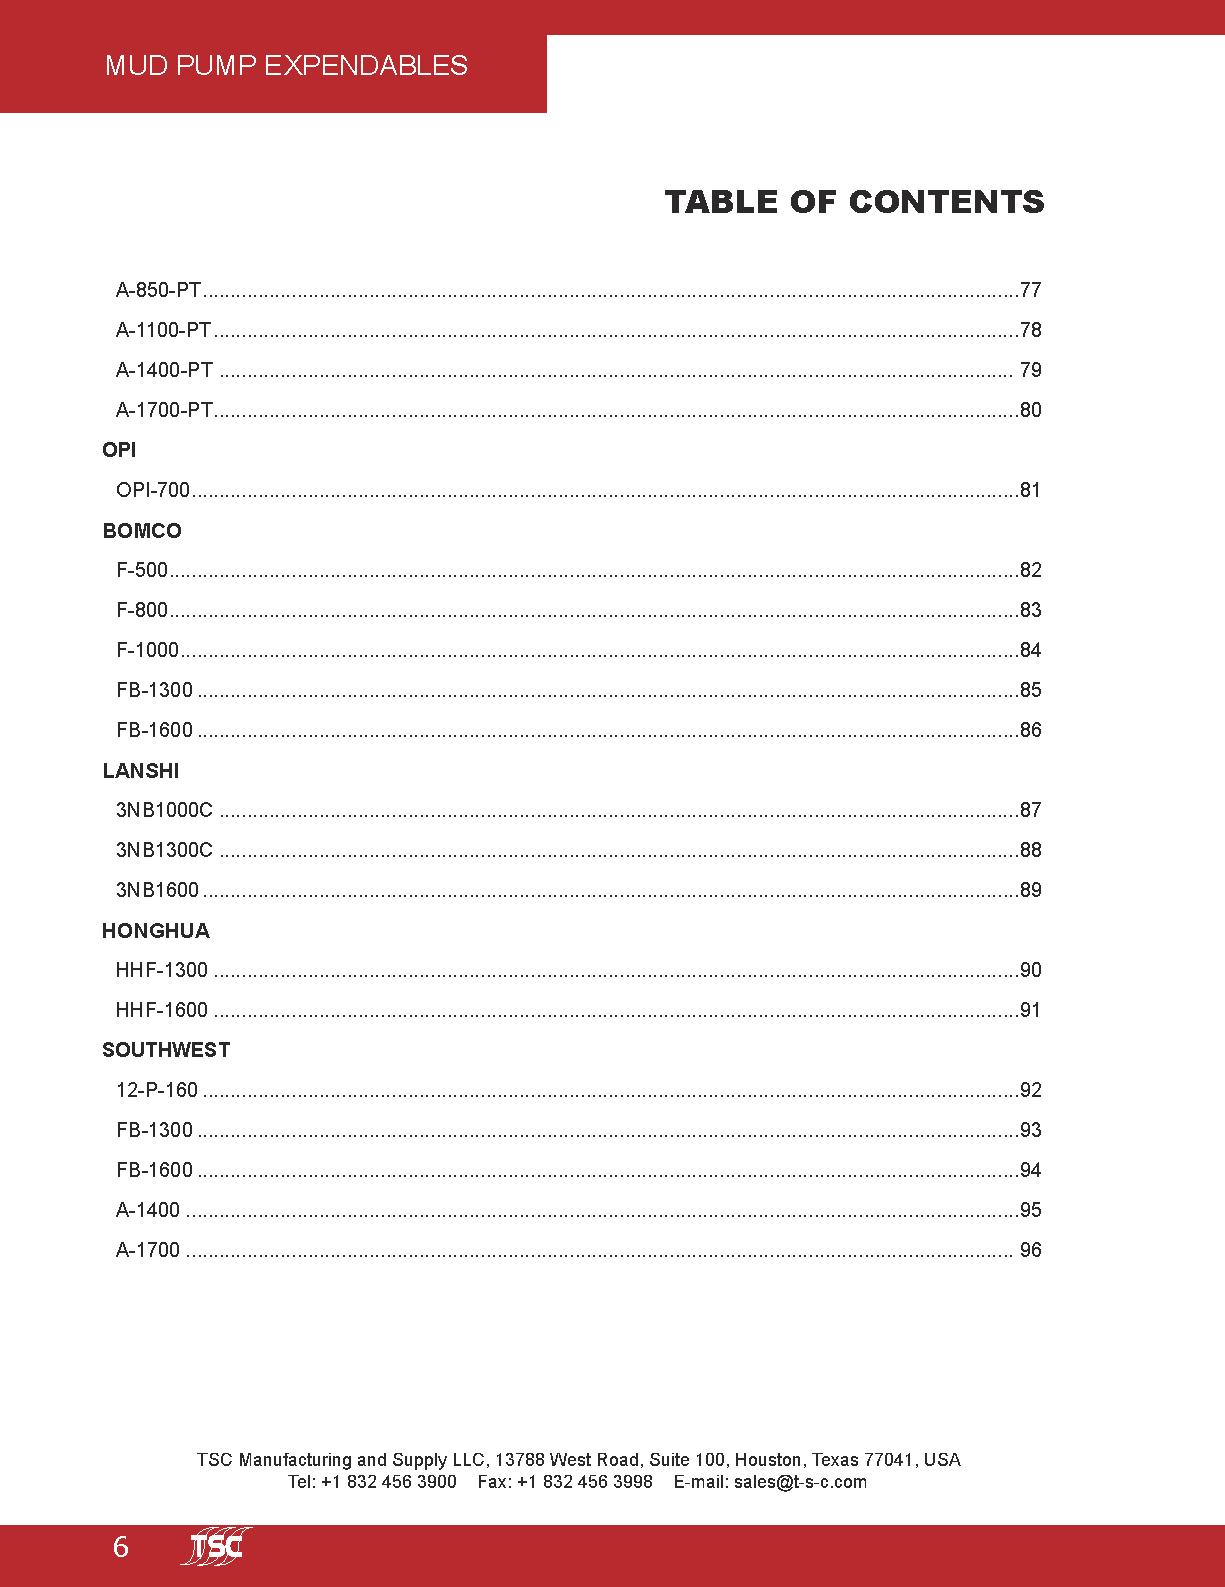 MUD PUMP EXPENDABLES
TABLE OF CONTENTS
A-850-PT....................................................................................................77
A-1100-PT....................................................................................................78
A-1400-PT .................................................................................................... 79
A-1700-PT....................................................................................................80
OPI
OPI-700....................................................................................................81
BOMCO
F-500....................................................................................................82
F-800....................................................................................................83
F-1000....................................................................................................84
FB-1300 ....................................................................................................85
FB-1600 ....................................................................................................86
LANSHI
3NB1000C ....................................................................................................87
3NB1300C ....................................................................................................88
3NB1600 ....................................................................................................89
HONGHUA
HHF-1300 ....................................................................................................90
HHF-1600 ....................................................................................................91
SOUTHWEST
12-P-160 ....................................................................................................92
FB-1300 ....................................................................................................93
FB-1600 ....................................................................................................94
A-1400 ....................................................................................................95
A-1700 .................................................................................................... 96
TSC Manufacturing and Supply LLC, 13788 West Road, Suite 100, Houston, Texas 77041, USA
Tel: +1 832 456 3900 Fax: +1 832 456 3998 E-mail: sales@t-s-c.com
6 TSC